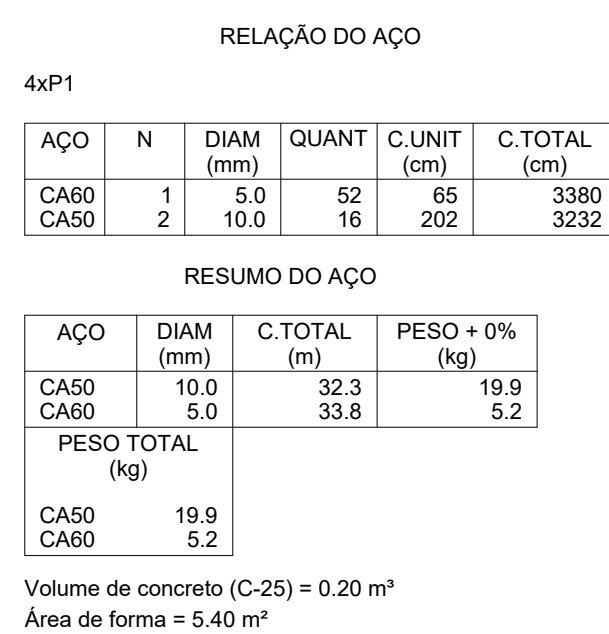 RELAÇÃO DO AÇO
4xP1
AÇO N DIAM QUANT C.UNIT C.TOTAL
(mm) (cm) (cm)
CA60 1 5.0 52 65 3380
CA50 2 10.0 16 202 3232
RESUMO DO AÇO
AÇO DIAM C.TOTAL PESO + 0%
(mm) (m) (kg)
CA50 10.0 32.3 19.9
CA60 5.0 33.8 5.2
PESO TOTAL
(kg)
CA50 19.9
CA60 5.2
Volume de concreto (C-25) = 0.20 m³
Área de forma = 5.40 m²